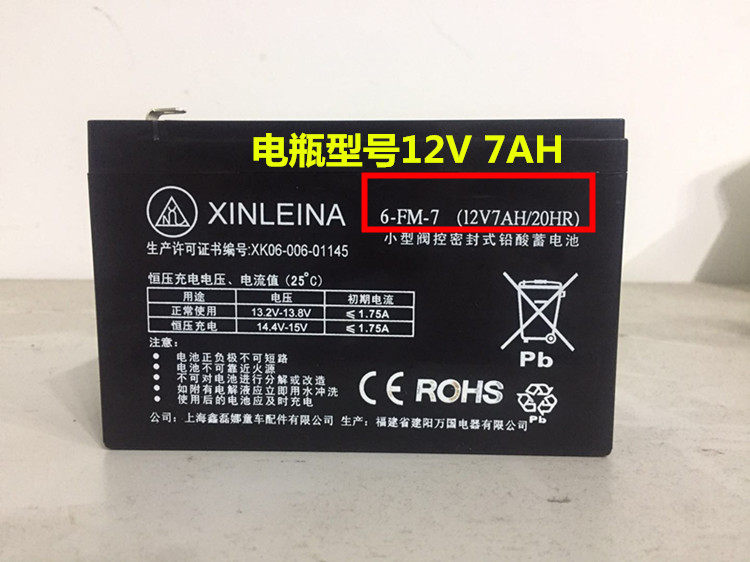 电瓶型号12V 7AH
XINLEINA
6-FM-7 (12V7AH/20HR)
生产许可证书编号:XK06-006-01145
小型阀控密封式铅酸蓄电池
恒压充电电压、电流值(25°C)
用途 电压 初期电流
正常使用 13.2V-13.8V ≤1.75A
恒压充电 14.4V-15V ≤1.75A
注意:
电池正负极不可短路
电池不可靠近火源
不可对电池进行分解或改造
如附有电解液应立即用水冲洗
使用后的电池应及时充电
Pb
CE ROHS
Pb
公司:上海鑫磊娜童车配件有限公司 生产:福建省建阳万国电器有限公司